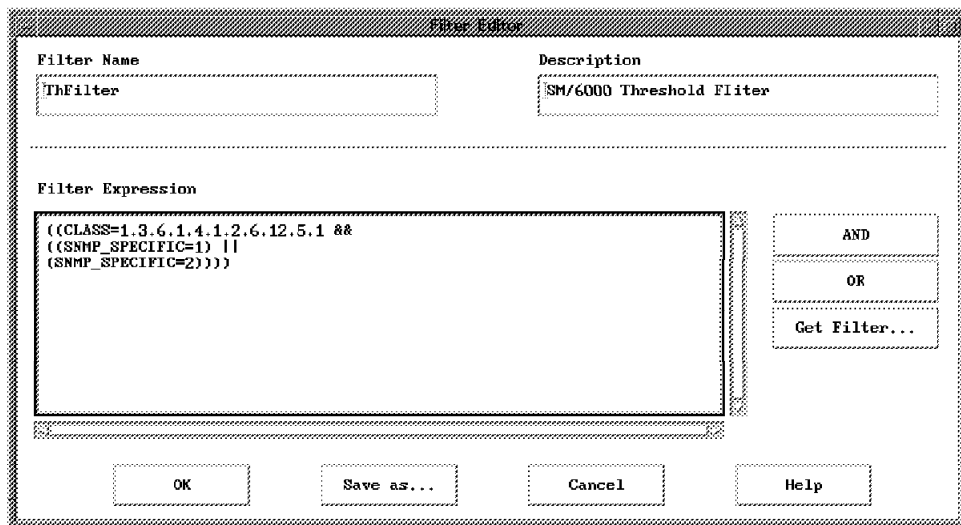 Filter Editor
Filter Name
Description
ThFilter
SM/6000 Threshold FIiter
Filter Expression
((CLASS=1.3.6.1.4.1.2.6.12.5.1 &&
((SNMP_SPECIFIC=1) ||
(SNMP_SPECIFIC=2))))
AND
OR
Get Filter...
OK
Save as...
Cancel
Help